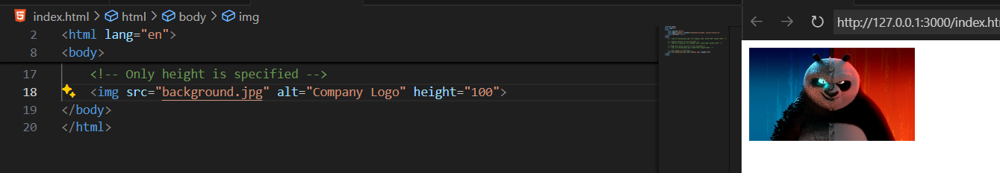 index.html > html > body > img
2 <html lang="en">
8 <body>
17 <!-- Only height is specified -->
18 <img src="background.jpg" alt="Company Logo" height="100">
19 </body>
20 </html>
http://127.0.0.1:3000/index.ht